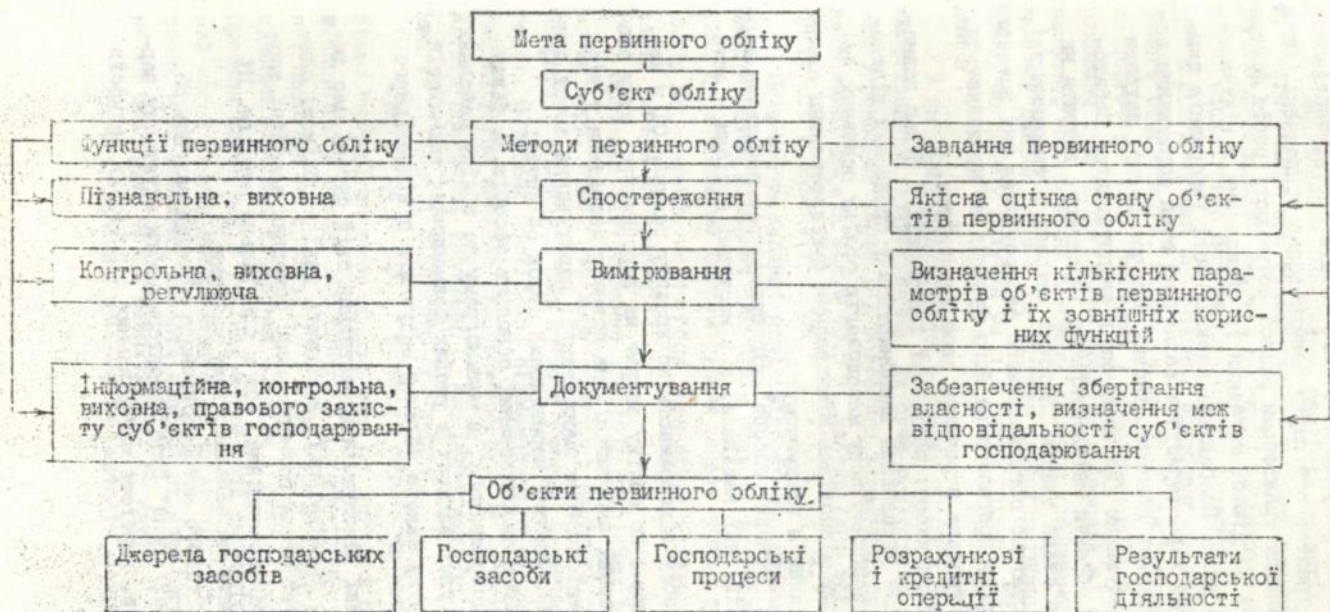 Мета первинного обліку
Суб'єкт обліку
Функції первинного обліку
Методи первинного обліку
Завдання первинного обліку
Пізнавальна, виховна
Спостереження
Якісна оцінка стану об'єк-
тів первинного обліку
Контрольна, виховна,
регулююча
Вимірювання
Визначення кількісних пара-
метрів об'єктів первинного
обліку і їх зовнішніх корис-
них функцій
Інформаційна, контрольна,
виховна, правового захис-
ту суб'єктів господарюван-
ня
Документування
Забезпечення зберігання
власності, визначення меж
відповідальності суб'єктів
господарювання
Об'єкти первинного обліку
Джерела господарських
засобів
Господарські
засоби
Господарські
процеси
Розрахункові
і кредитні
операції
Результати
господарської
діяльності